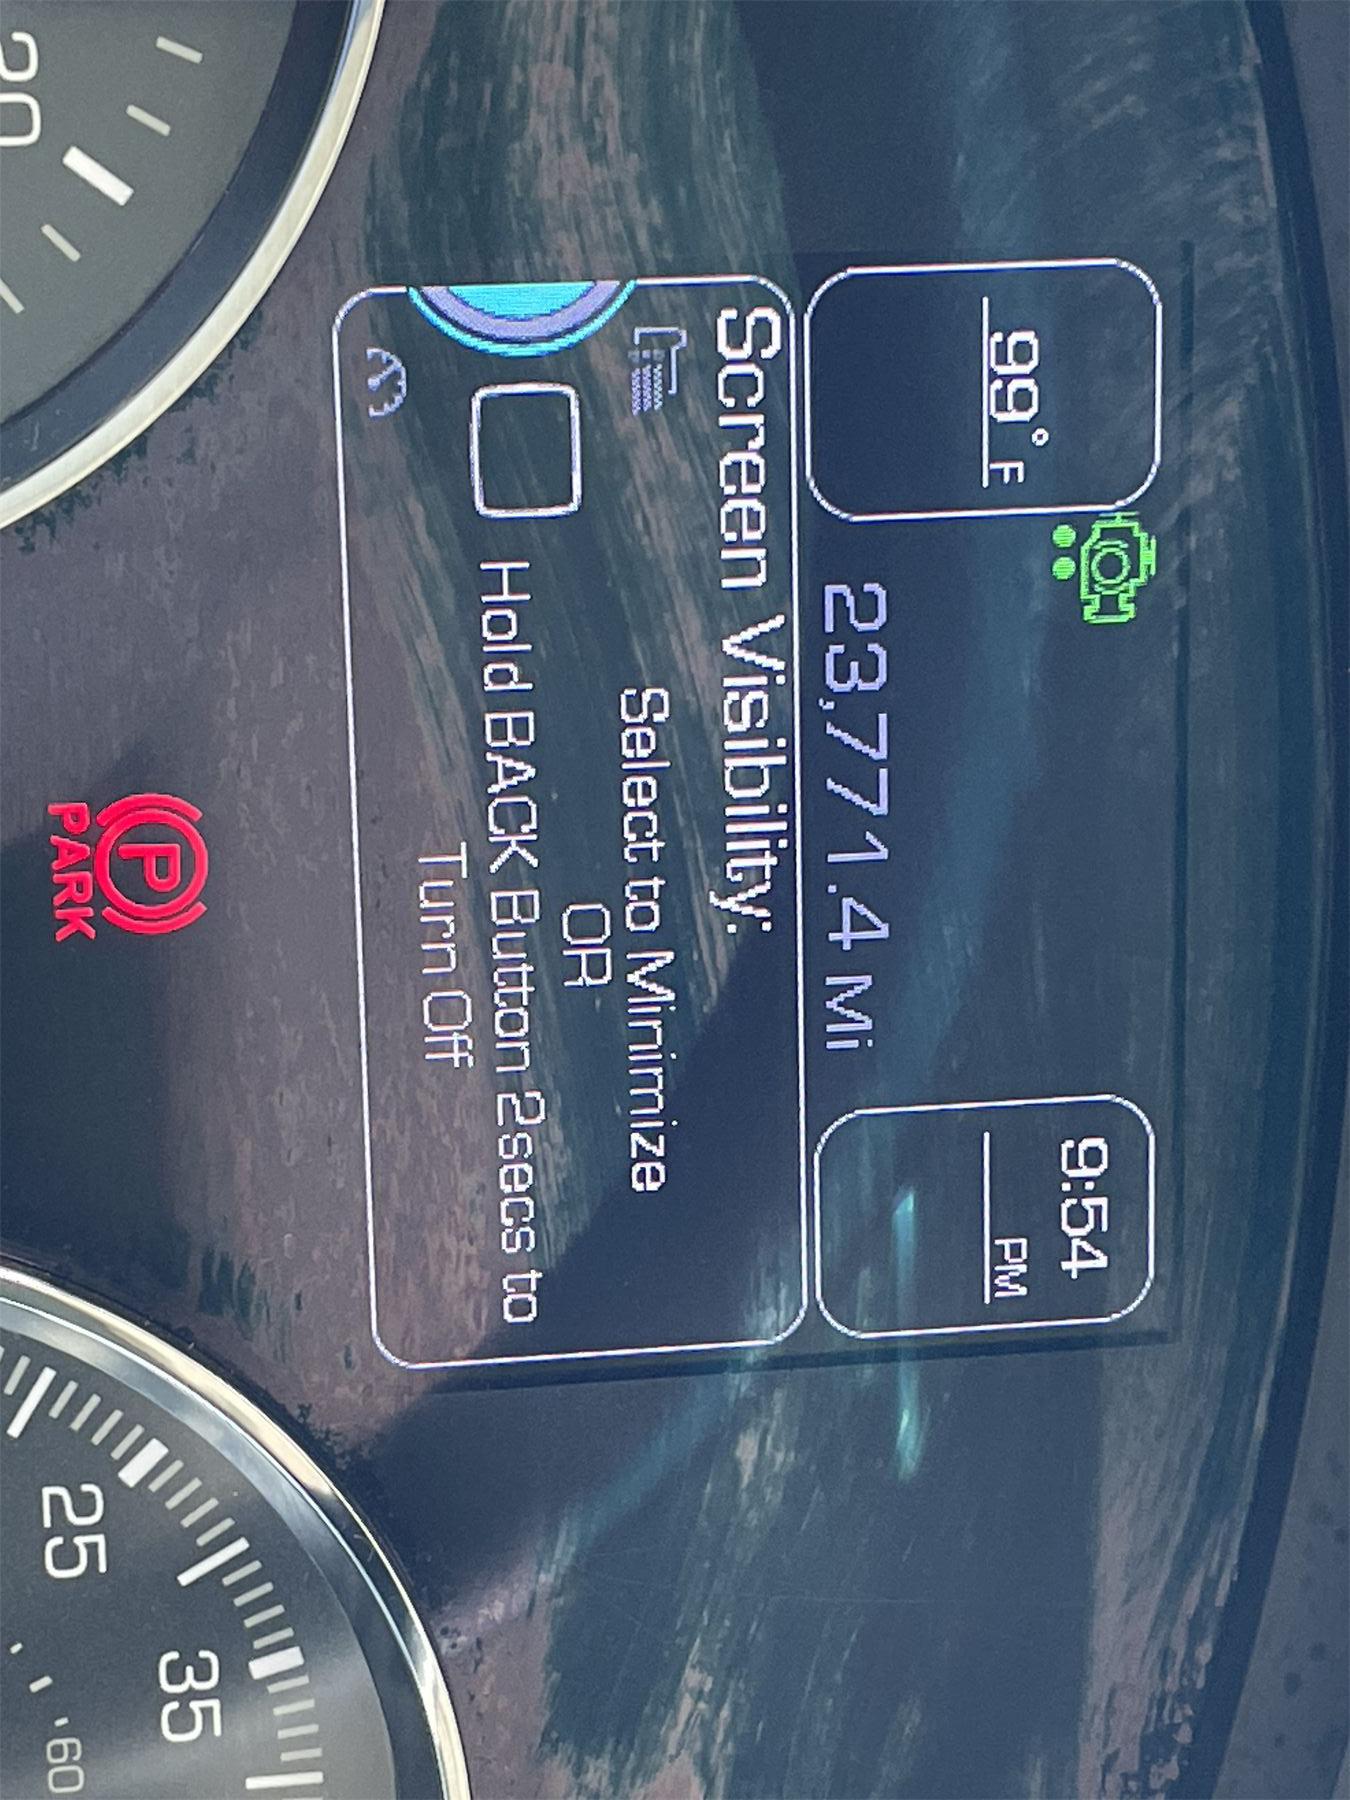 99° F
9:54
PM
23,771.4 Mi
Screen Visibility:
Select to Minimize
OR
Hold BACK Button 2secs to
Turn Off
P
PARK
20
25
35
60